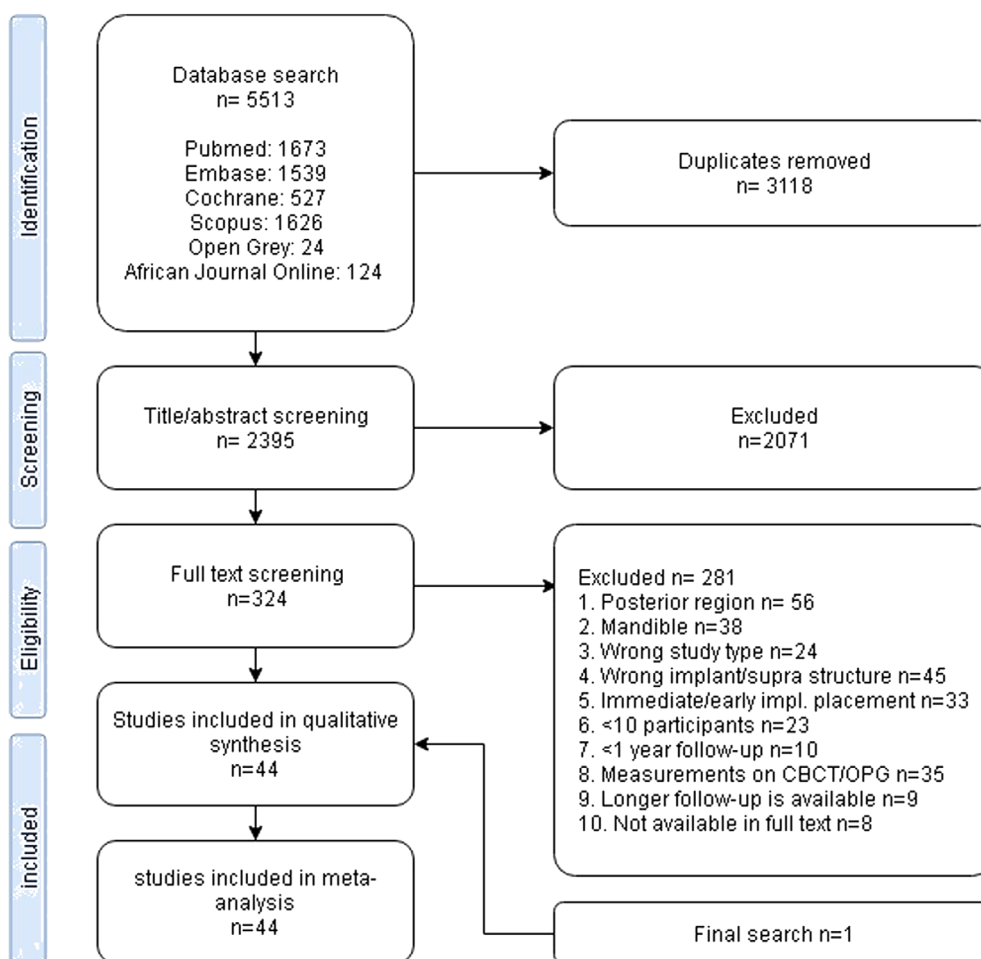 Identification
Database search
n= 5513
Pubmed: 1673
Embase: 1539
Cochrane: 527
Scopus: 1626
Open Grey: 24
African Journal Online: 124
Duplicates removed
n= 3118
Screening
Title/abstract screening
n= 2395
Excluded
n=2071
Eligibility
Full text screening
n=324
Excluded n= 281
1. Posterior region n= 56
2. Mandible n=38
3. Wrong study type n=24
4. Wrong implant/supra structure n=45
5. Immediate/early impl. placement n=33
6. <10 participants n=23
7. <1 year follow-up n=10
8. Measurements on CBCT/OPG n=35
9. Longer follow-up is available n=9
10. Not available in full text n=8
included
Studies included in qualitative
synthesis
n=44
studies included in meta-
analysis
n=44
Final search n=1